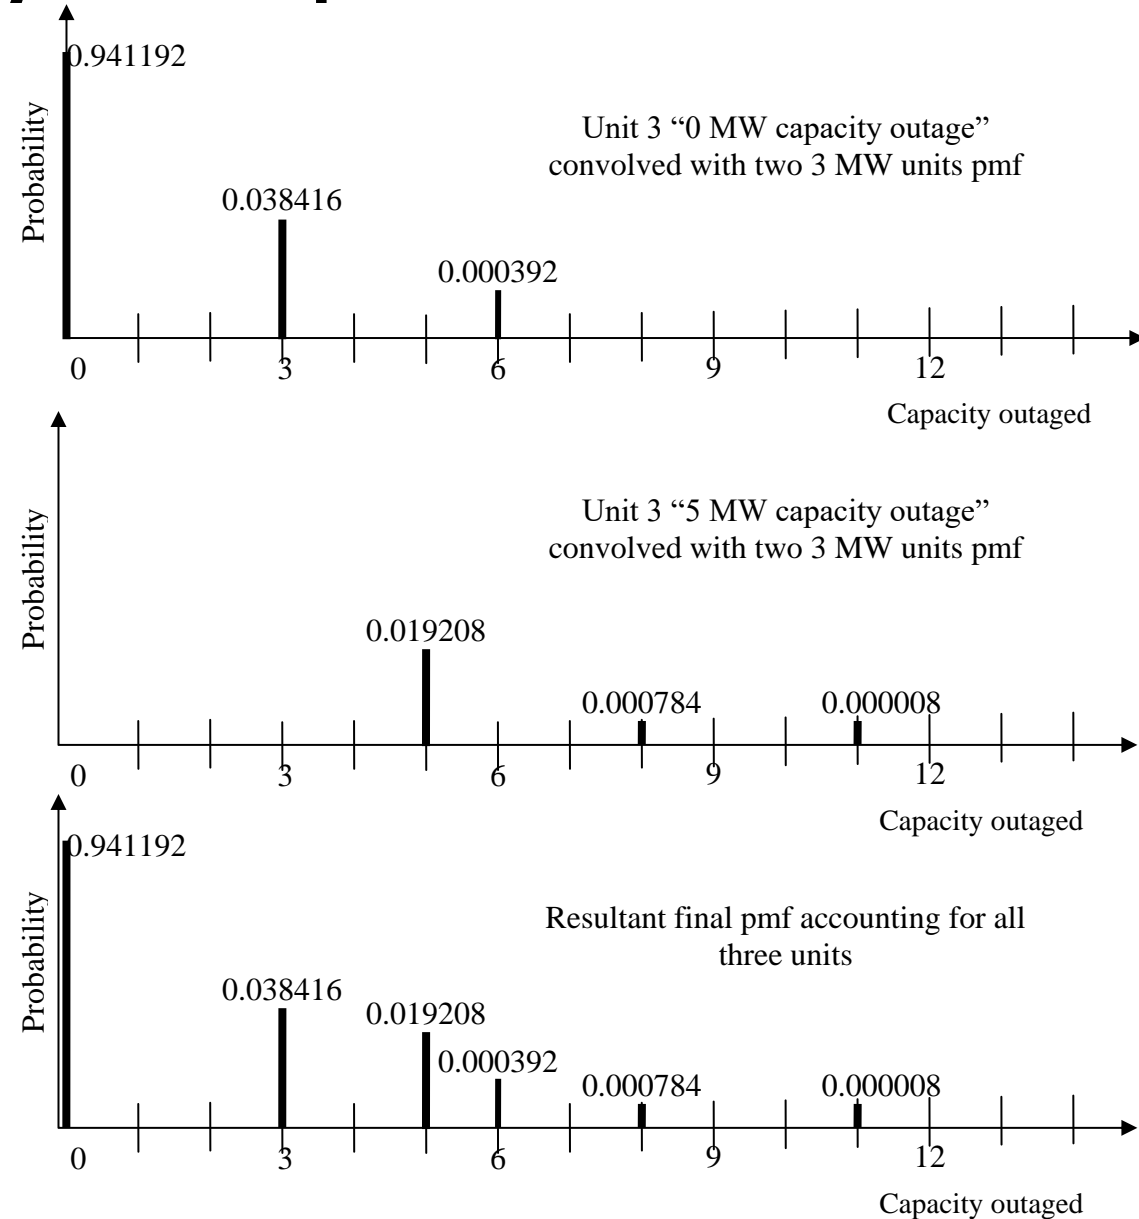 0.941192
Unit 3 “0 MW capacity outage”
convolved with two 3 MW units pmf
Probability
0.038416
0.000392
0 3 6 9 12
Capacity outaged
Unit 3 “5 MW capacity outage”
convolved with two 3 MW units pmf
Probability
0.019208
0.000784 0.000008
0 3 6 9 12
Capacity outaged
0.941192
Resultant final pmf accounting for all
three units
Probability
0.038416
0.019208
0.000392
0.000784 0.000008
0 3 6 9 12
Capacity outaged